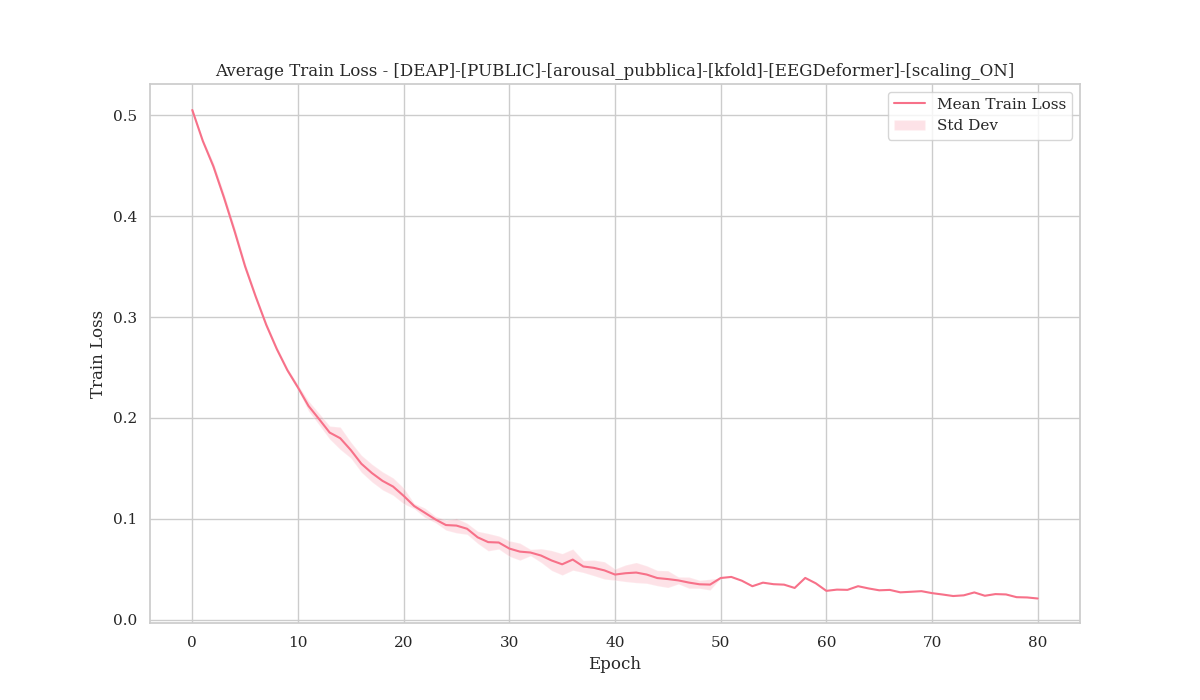 Average Train Loss - [DEAP]-[PUBLIC]-[arousal_pubblica]-[kfold]-[EEGDeformer]-[scaling_ON]
Mean Train Loss
Std Dev
Train Loss
0.5
0.4
0.3
0.2
0.1
0.0
0 10 20 30 40 50 60 70 80
Epoch